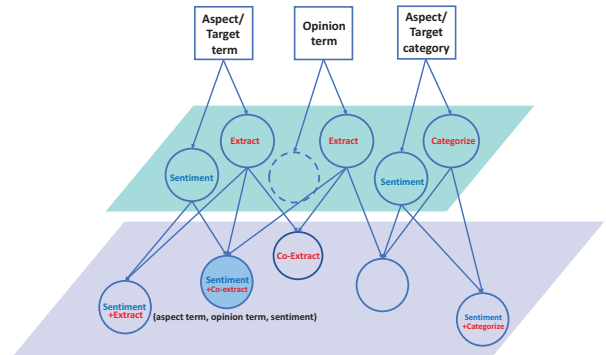 Aspect/
Target
term
Opinion
term
Aspect/
Target
category
Extract
Extract
Categorize
Sentiment
Sentiment
Co-Extract
Sentiment
+Co-extract
Sentiment
+Extract
(aspect term, opinion term, sentiment)
Sentiment
+Categorize